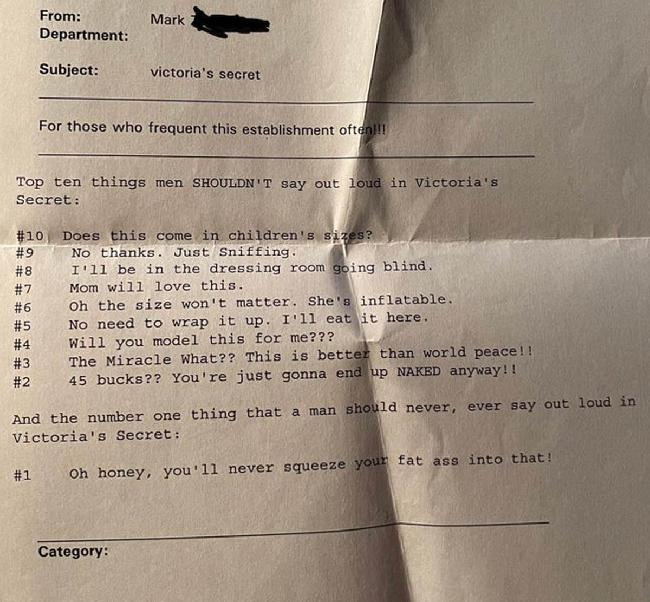 From: Mark
Department:
Subject: victoria's secret
For those who frequent this establishment often!!!
Top ten things men SHOULDN'T say out loud in Victoria's
Secret:
#10 Does this come in children's sizes?
#9 No thanks. Just Sniffing.
#8 I'll be in the dressing room going blind.
#7 Mom will love this.
#6 Oh the size won't matter. She's inflatable.
#5 No need to wrap it up. I'll eat it here.
#4 Will you model this for me???
#3 The Miracle What?? This is better than world peace!!
#2 45 bucks?? You're just gonna end up NAKED anyway!!
And the number one thing that a man should never, ever say out loud in
Victoria's Secret:
#1 Oh honey, you'll never squeeze your fat ass into that!
Category: